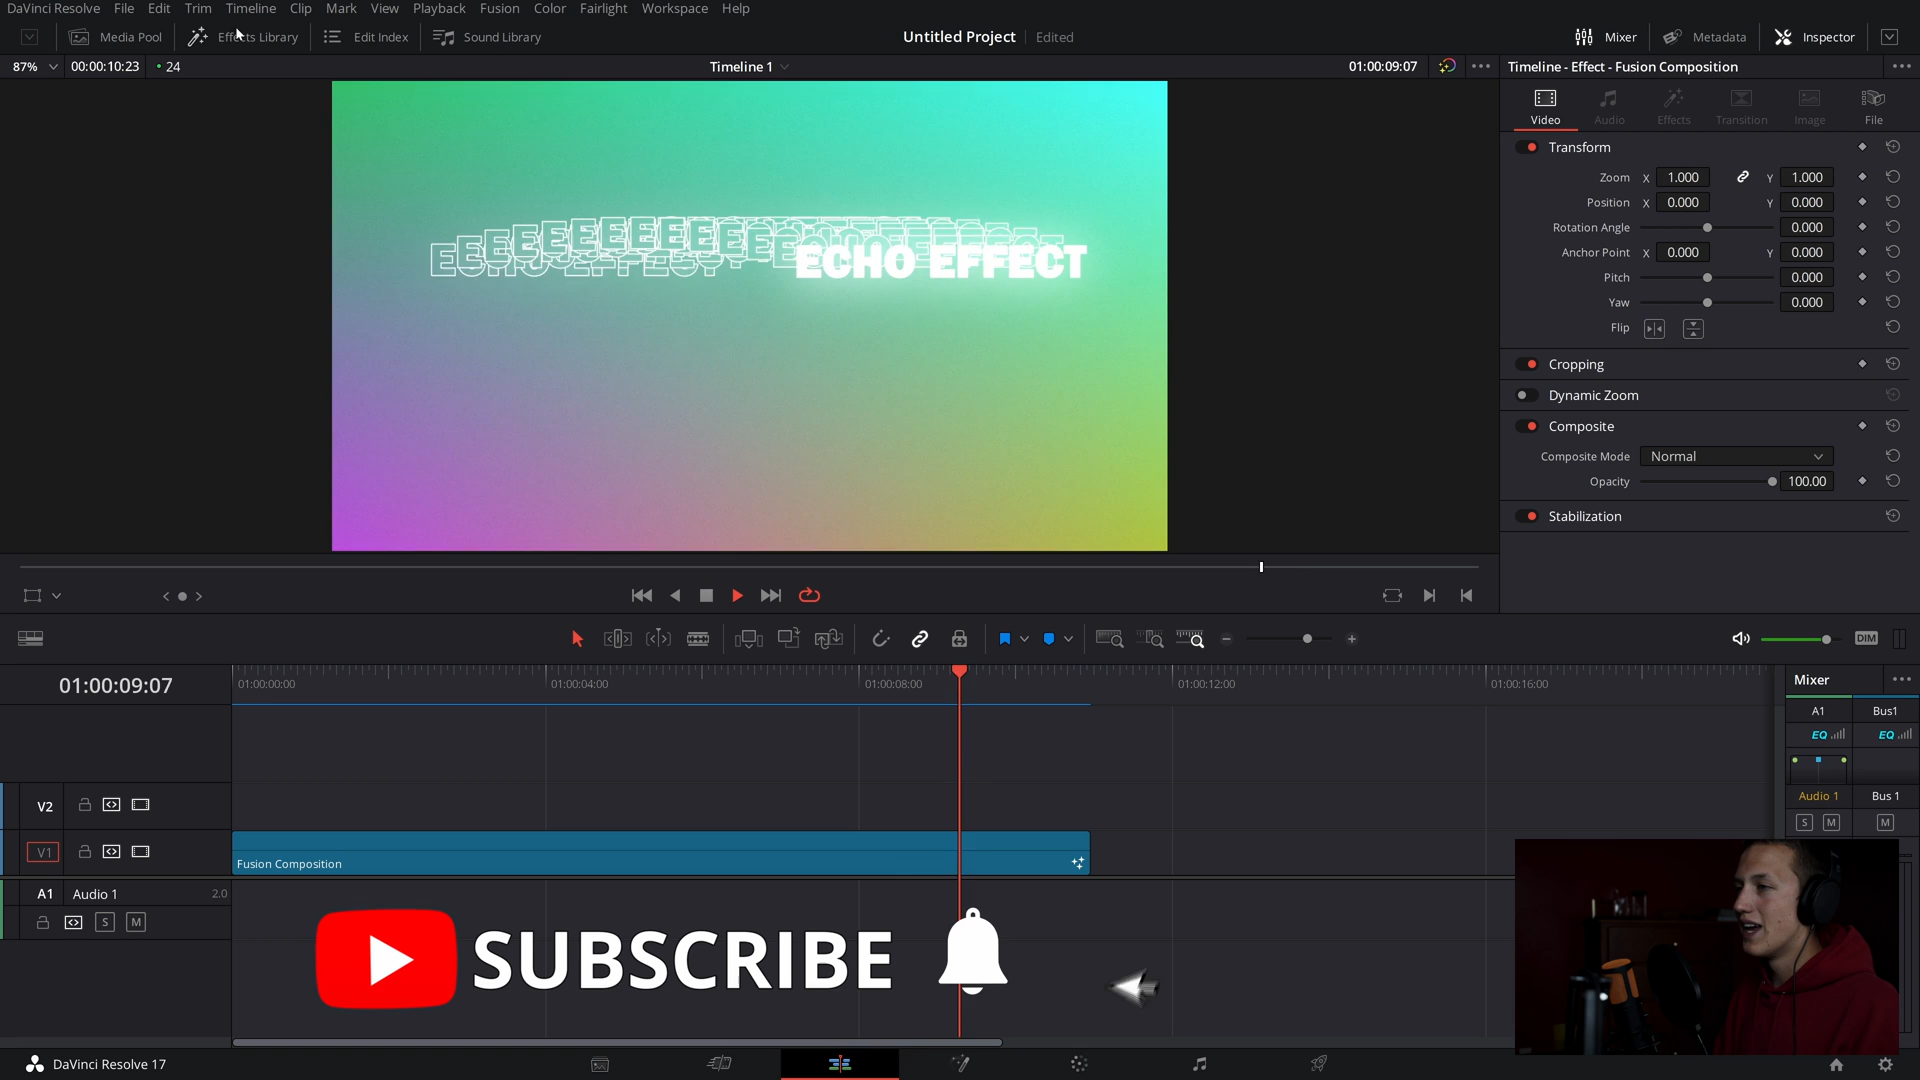 DaVinci Resolve File Edit Trim Timeline Clip Mark View Playback Fusion Color Fairlight Workspace Help
Media Pool Effects Library Edit Index Sound Library Untitled Project Edited Mixer Metadata Inspector
87% 00:00:10:23 24 Timeline 1 01:00:09:07 Timeline - Effect - Fusion Composition
Video Audio Effects Transition Image File
Transform
Zoom X 1.000 Y 1.000
Position X 0.000 Y 0.000
Rotation Angle 0.000
Anchor Point X 0.000 Y 0.000
Pitch 0.000
Yaw 0.000
Flip
Cropping
Dynamic Zoom
Composite
Composite Mode Normal
Opacity 100.00
Stabilization
ECHO EFFECT
DIM
01:00:09:07 01:00:00:00 01:00:04:00 01:00:08:00 01:00:12:00 01:00:16:00
Mixer
A1 Bus1
EQ EQ
Audio 1 Bus 1
S M M
V2
V1
Fusion Composition
A1 Audio 1 2.0
S M
SUBSCRIBE
DaVinci Resolve 17